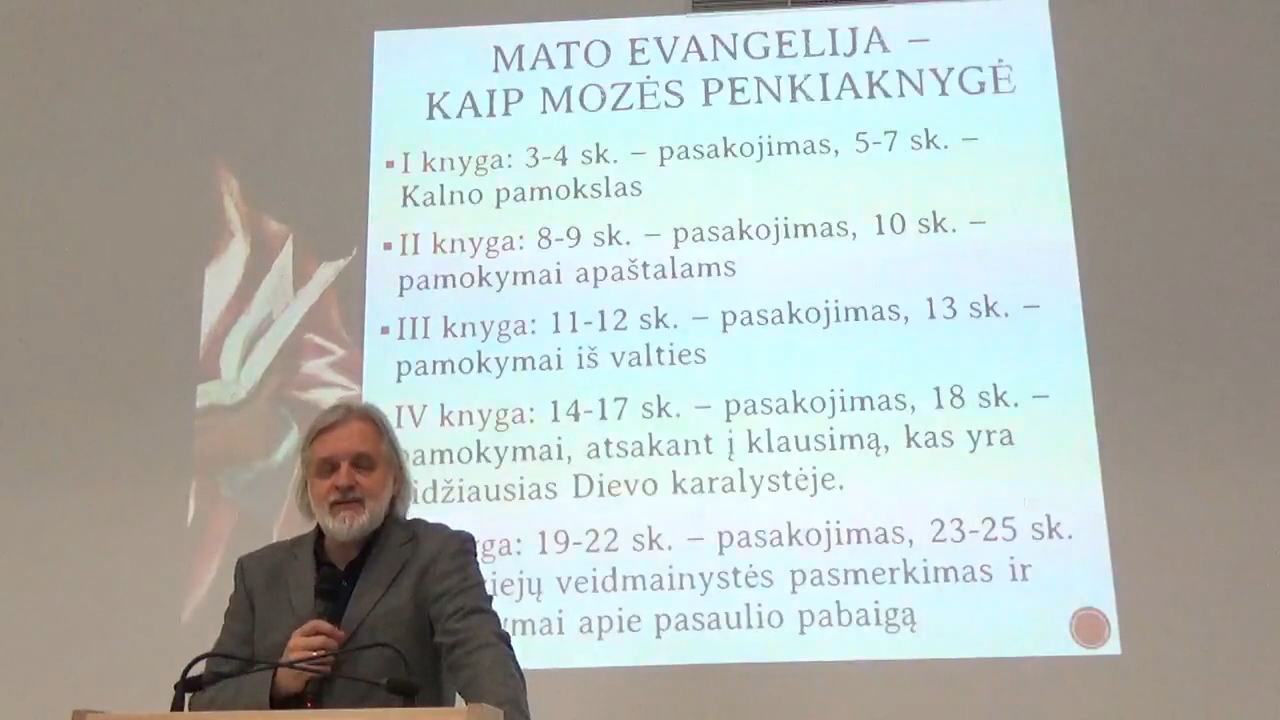 MATO EVANGELIJA –
KAIP MOZĖS PENKIAKNYGĖ
▪I knyga: 3-4 sk. – pasakojimas, 5-7 sk. –
Kalno pamokslas
▪II knyga: 8-9 sk. – pasakojimas, 10 sk. –
pamokymai apaštalams
▪III knyga: 11-12 sk. – pasakojimas, 13 sk. –
pamokymai iš valties
IV knyga: 14-17 sk. – pasakojimas, 18 sk. –
amokymai, atsakant į klausimą, kas yra
idžiausias Dievo karalystėje.
ga: 19-22 sk. – pasakojimas, 23-25 sk.
iejų veidmainystės pasmerkimas ir
mai apie pasaulio pabaigą